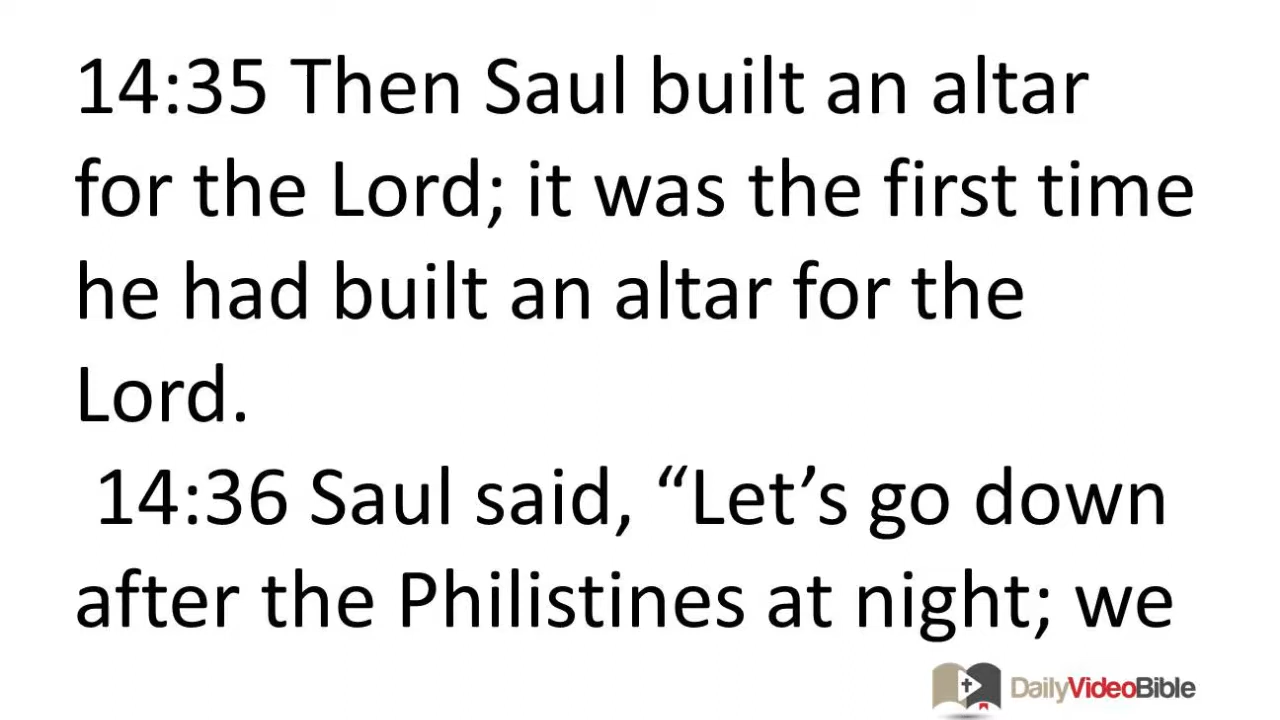 14:35 Then Saul built an altar
for the Lord; it was the first time
he had built an altar for the
Lord.
14:36 Saul said, “Let’s go down
after the Philistines at night; we
DailyVideoBible